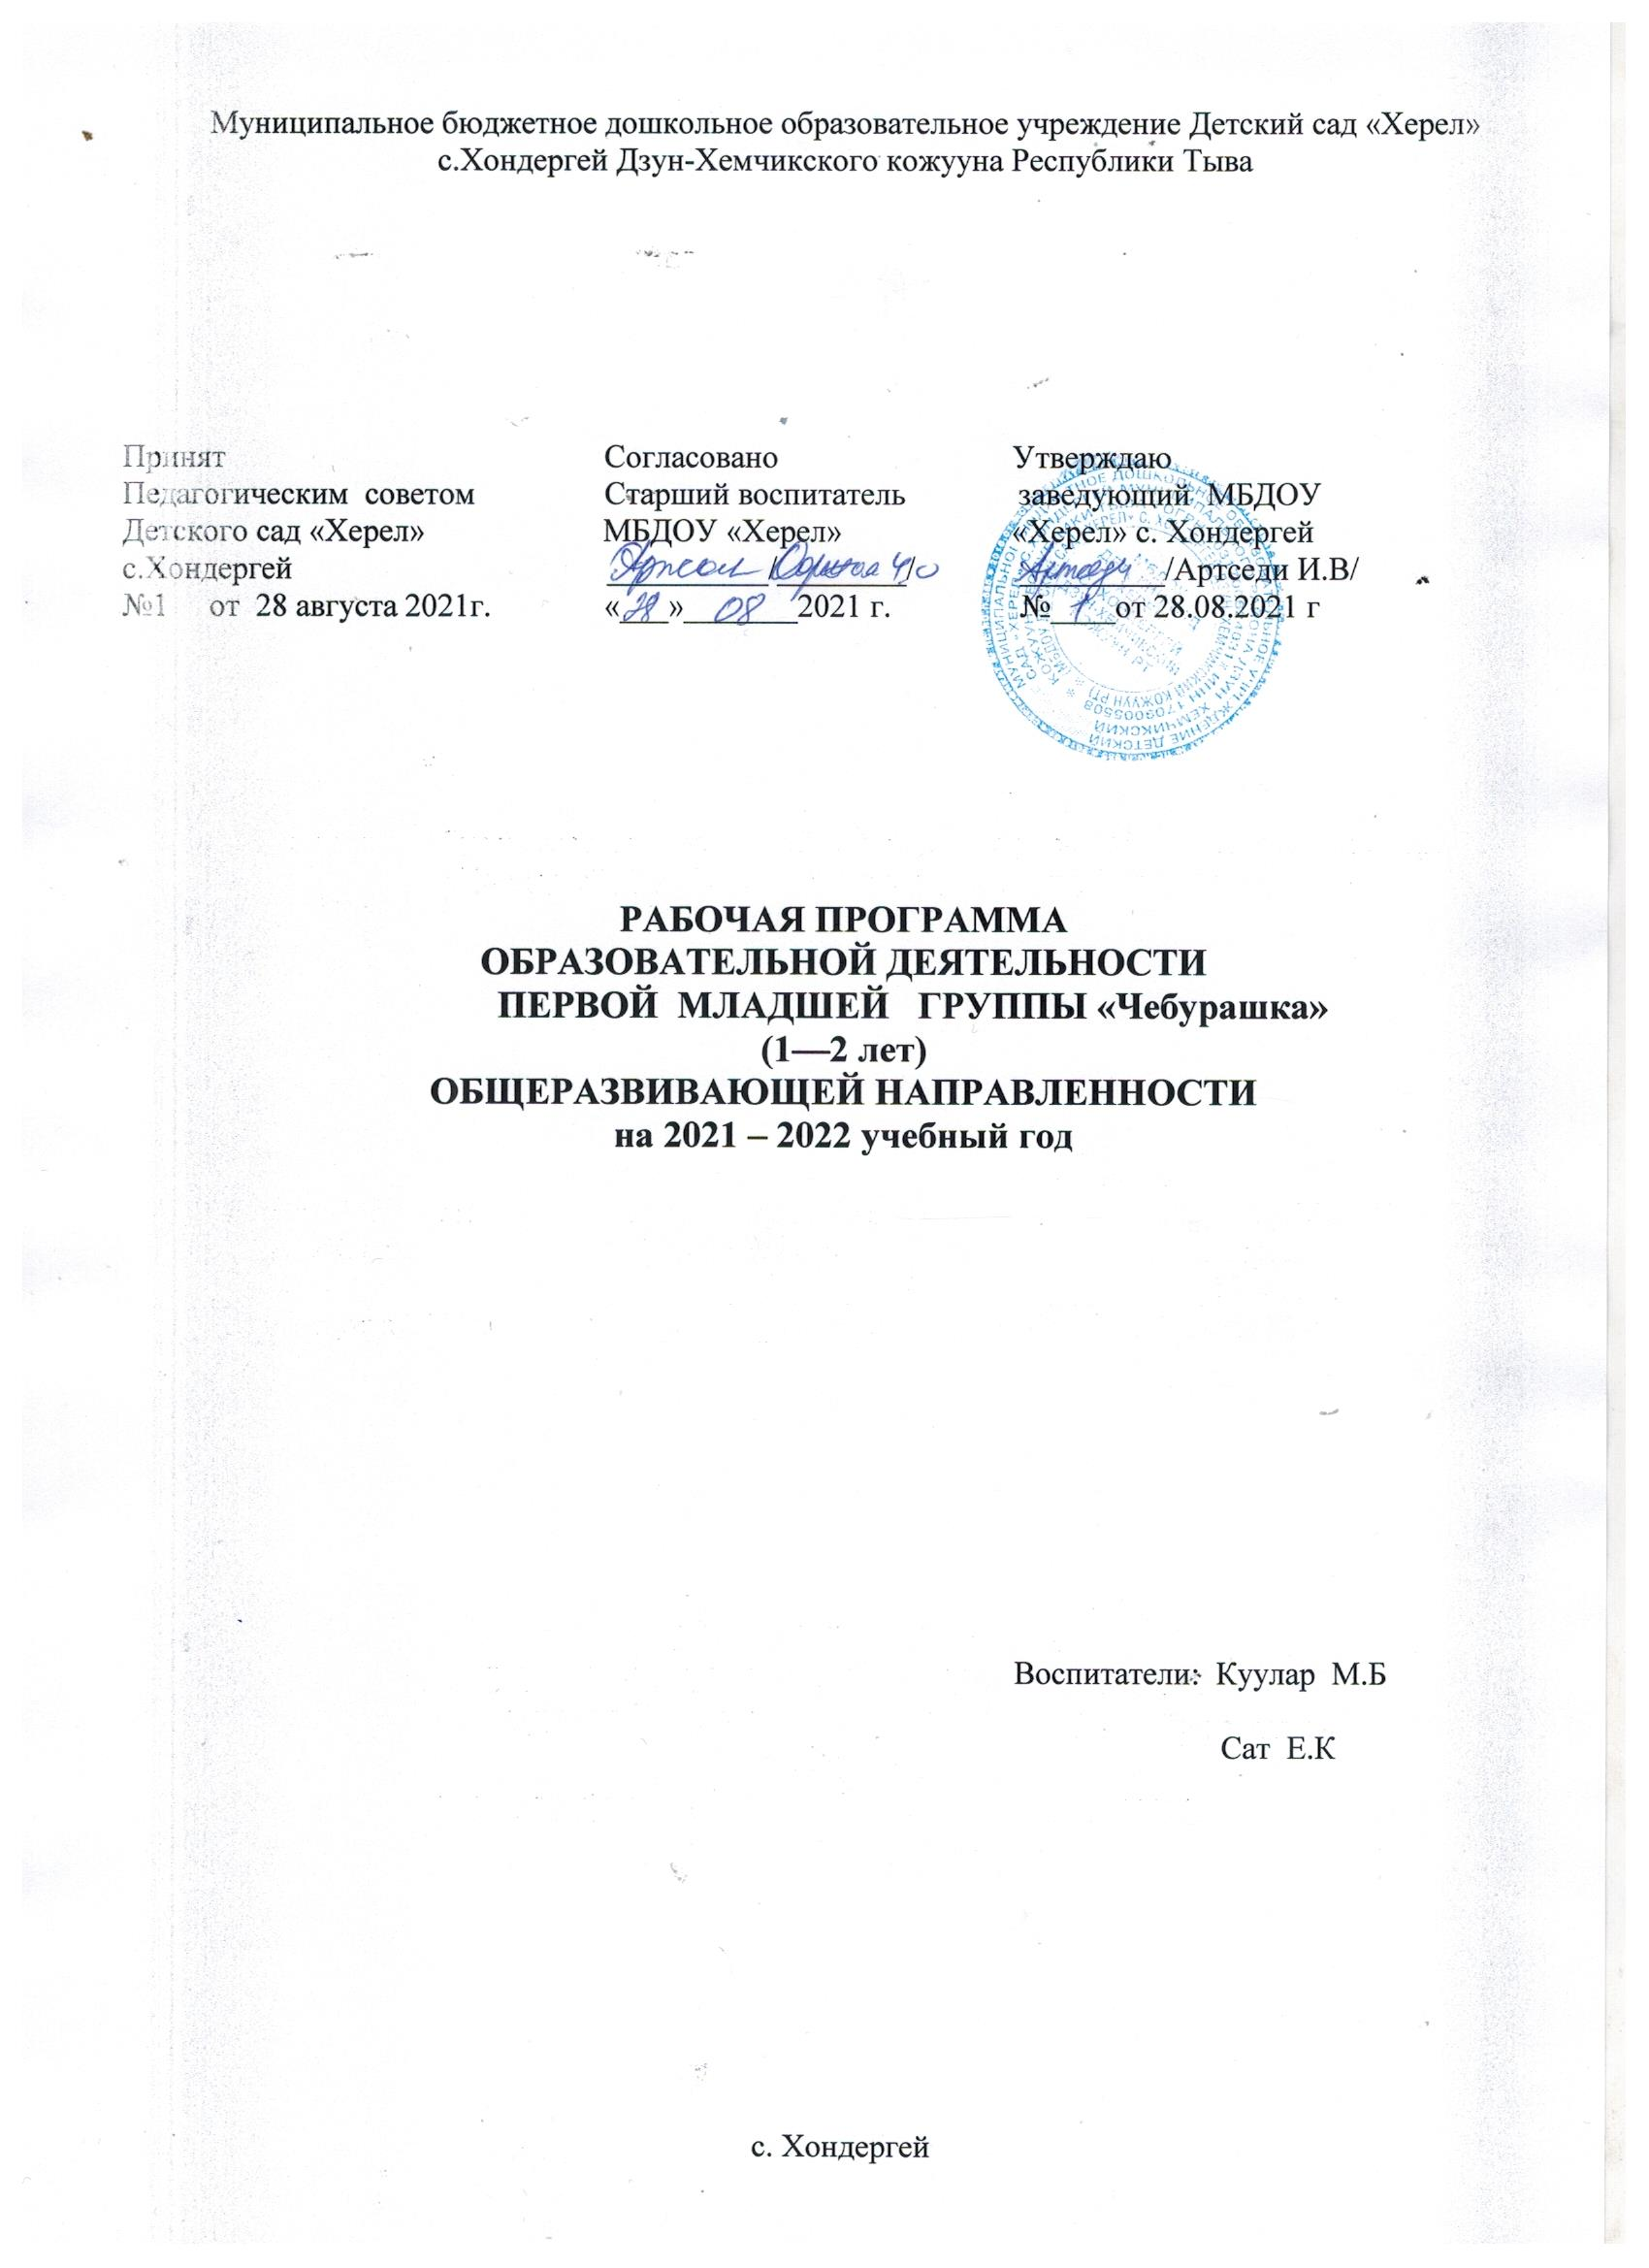 Муниципальное бюджетное дошкольное образовательное учреждение Детский сад «Херел»
с.Хондергей Дзун-Хемчикского кожууна Республики Тыва
Принят
Педагогическим советом
Детского сад «Херел»
с.Хондергей
№1 от 28 августа 2021г.
Согласовано
Старший воспитатель
МБДОУ «Херел»
«28» 08 2021 г.
Утверждаю
заведующий МБДОУ
«Херел» с. Хондергей
/Артседи И.В/
№ 1 от 28.08.2021 г
РАБОЧАЯ ПРОГРАММА
ОБРАЗОВАТЕЛЬНОЙ ДЕЯТЕЛЬНОСТИ
ПЕРВОЙ МЛАДШЕЙ ГРУППЫ «Чебурашка»
(1—2 лет)
ОБЩЕРАЗВИВАЮЩЕЙ НАПРАВЛЕННОСТИ
на 2021 – 2022 учебный год
Воспитатели: Куулар М.Б
Сат Е.К
с. Хондергей